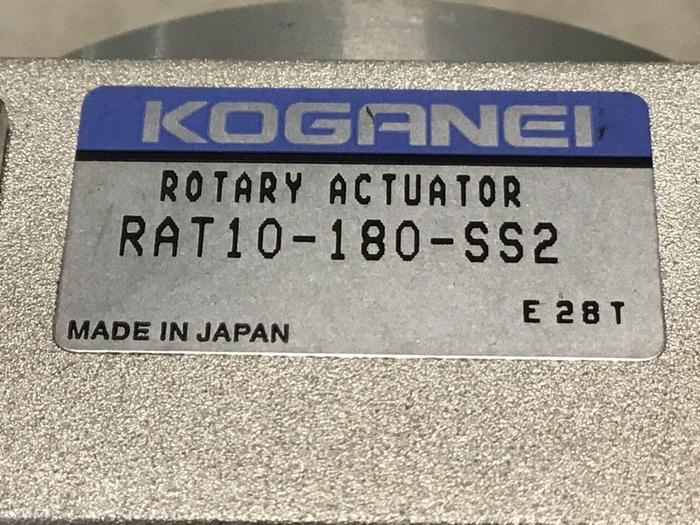 KOGANEI
ROTARY ACTUATOR
RAT10-180-SS2
E 28T
MADE IN JAPAN